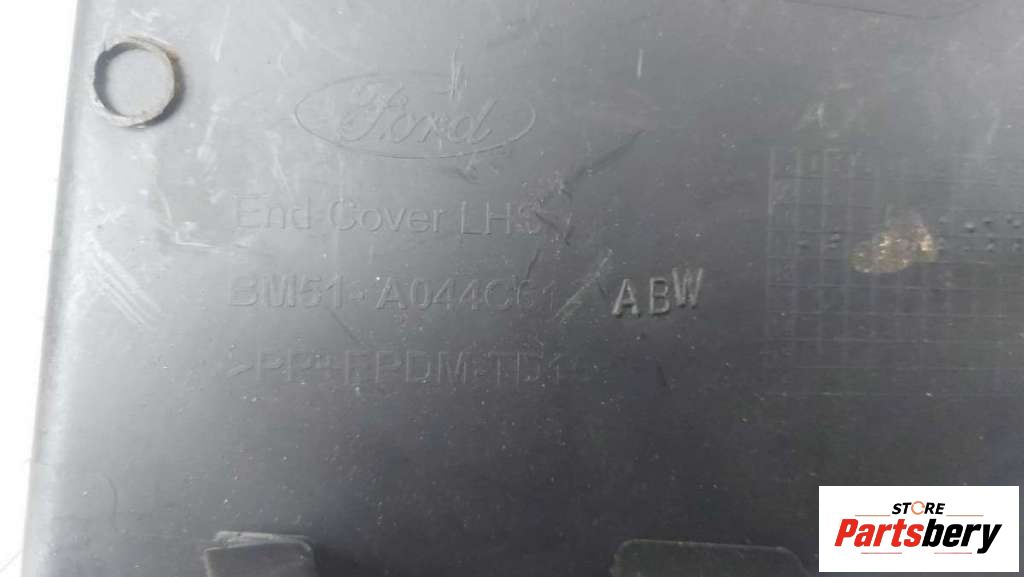 Ford
End Cover LHS
BM51-A044C61- ABW
>PP+EPDM-TD1
STORE
Partsbery